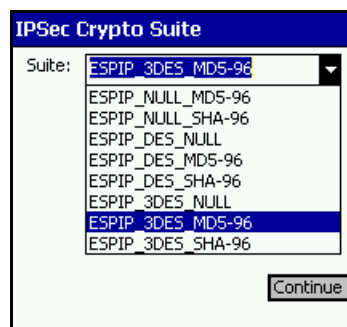 IPSec Crypto Suite
Suite: ESPIP_3DES_MD5-96
ESPIP_NULL_MD5-96
ESPIP_NULL_SHA-96
ESPIP_DES_NULL
ESPIP_DES_MD5-96
ESPIP_DES_SHA-96
ESPIP_3DES_NULL
ESPIP_3DES_MD5-96
ESPIP_3DES_SHA-96
Continue